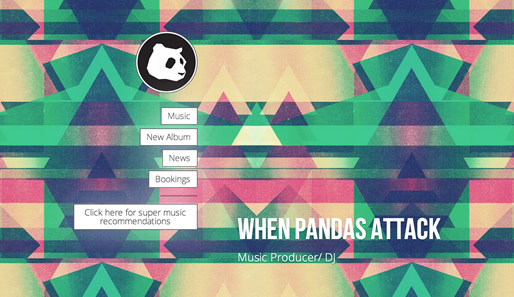 Music
New Album
News
Bookings
Click here for super music
recommendations
WHEN PANDAS ATTACK
Music Producer/ DJ